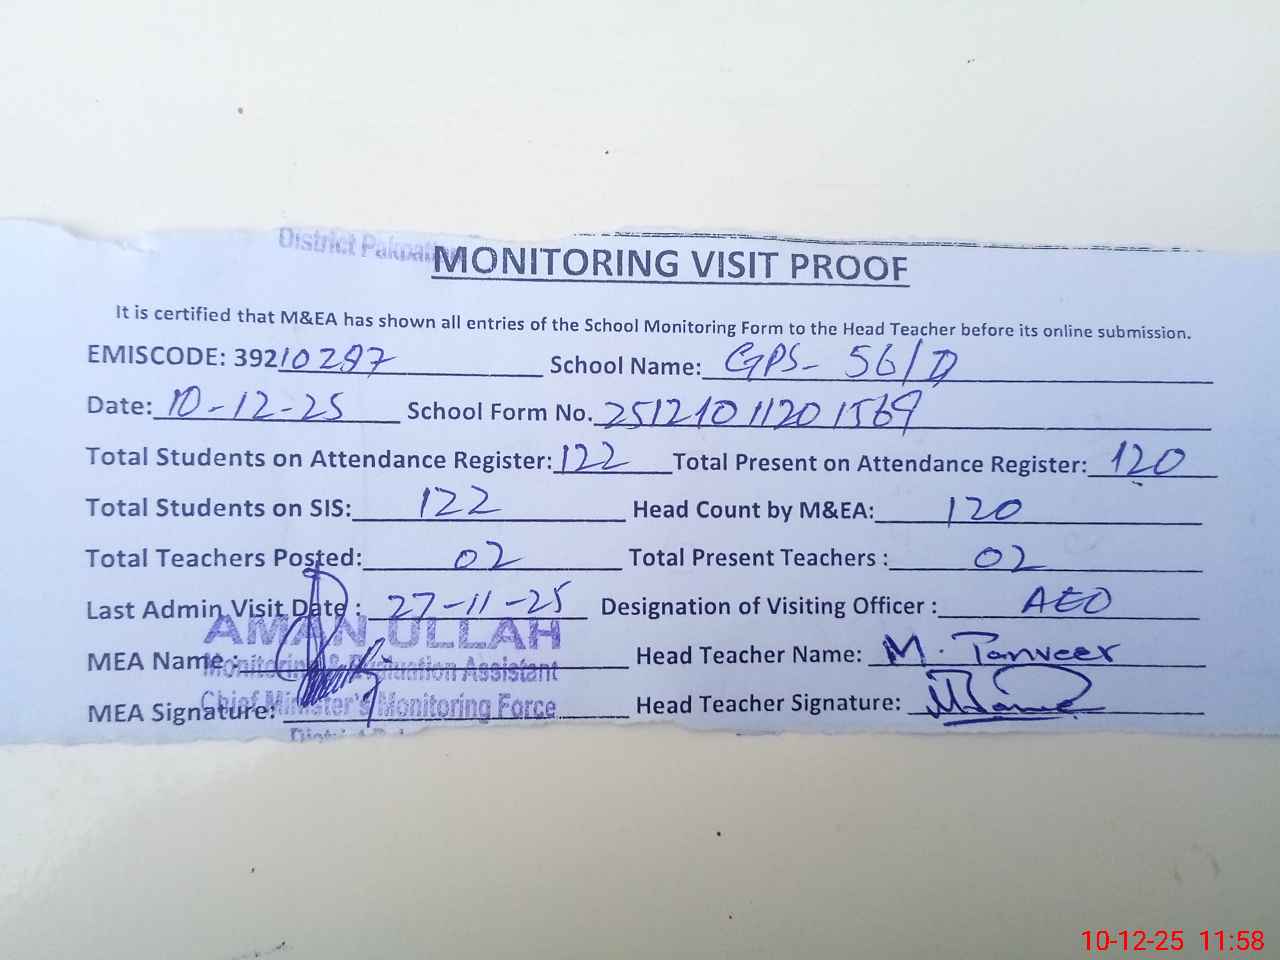 District Pakpattan
MONITORING VISIT PROOF
It is certified that M&EA has shown all entries of the School Monitoring Form to the Head Teacher before its online submission.
EMISCODE: 39210297 School Name: GPS- 56/D
Date: 10-12-25 School Form No. 25121011201569
Total Students on Attendance Register: 122 Total Present on Attendance Register: 120
Total Students on SIS: 122 Head Count by M&EA: 120
Total Teachers Posted: 02 Total Present Teachers : 02
Last Admin Visit Date : 27-11-25 Designation of Visiting Officer : AEO
AMAN ULLAH
MEA Name : Head Teacher Name: M. Tanveer
Monitoring & Evaluation Assistant
Chief Minister's Monitoring Force
MEA Signature: Head Teacher Signature:
District
10-12-25 11:58